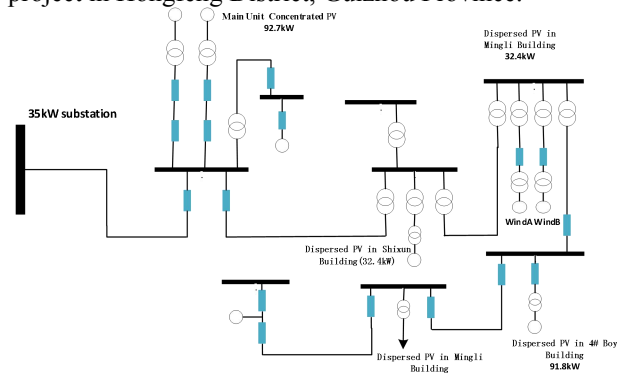 project in Hongfeng District, Guizhou Province.
Main Unit Concentrated PV
92.7kW
Dispersed PV in
Mingli Building
32.4kW
35kW substation
WindA WindB
Dispersed PV in Shixun
Building(32.4kW)
Dispersed PV in 4# Boy
Building
91.8kW
Dispersed PV in Mingli
Building